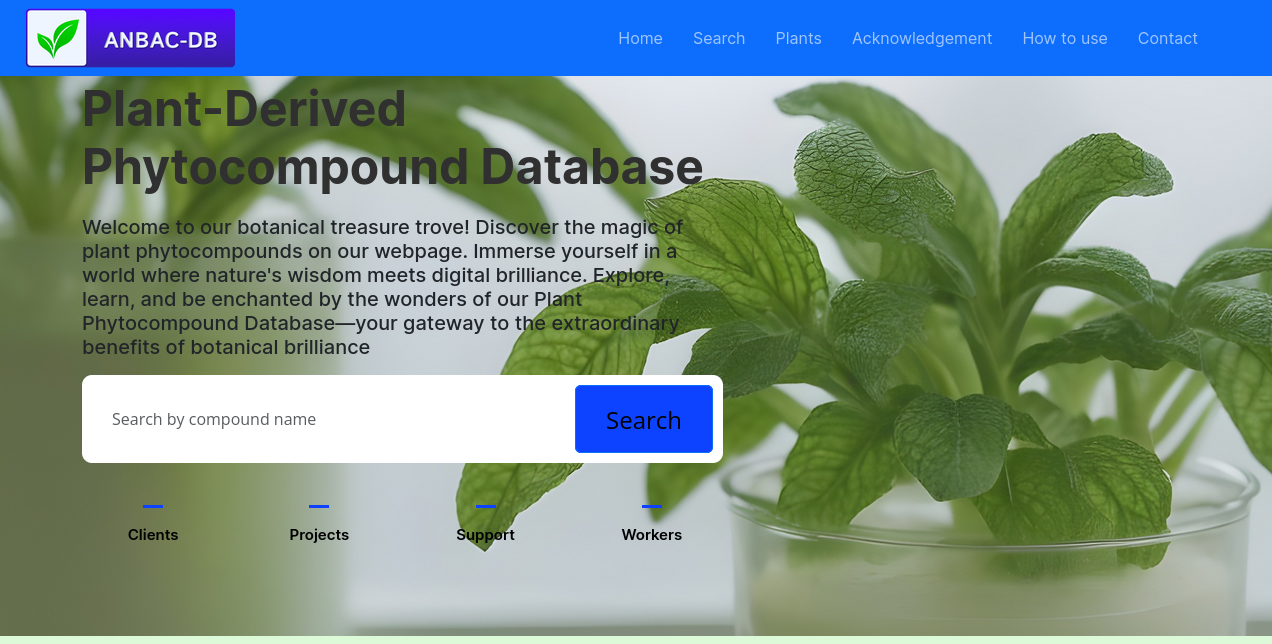 ANBAC-DB
Home Search Plants Acknowledgement How to use Contact
Plant-Derived
Phytocompound Database
Welcome to our botanical treasure trove! Discover the magic of
plant phytocompounds on our webpage. Immerse yourself in a
world where nature's wisdom meets digital brilliance. Explore,
learn, and be enchanted by the wonders of our Plant
Phytocompound Database—your gateway to the extraordinary
benefits of botanical brilliance
Search by compound name
Search
Clients Projects Support Workers